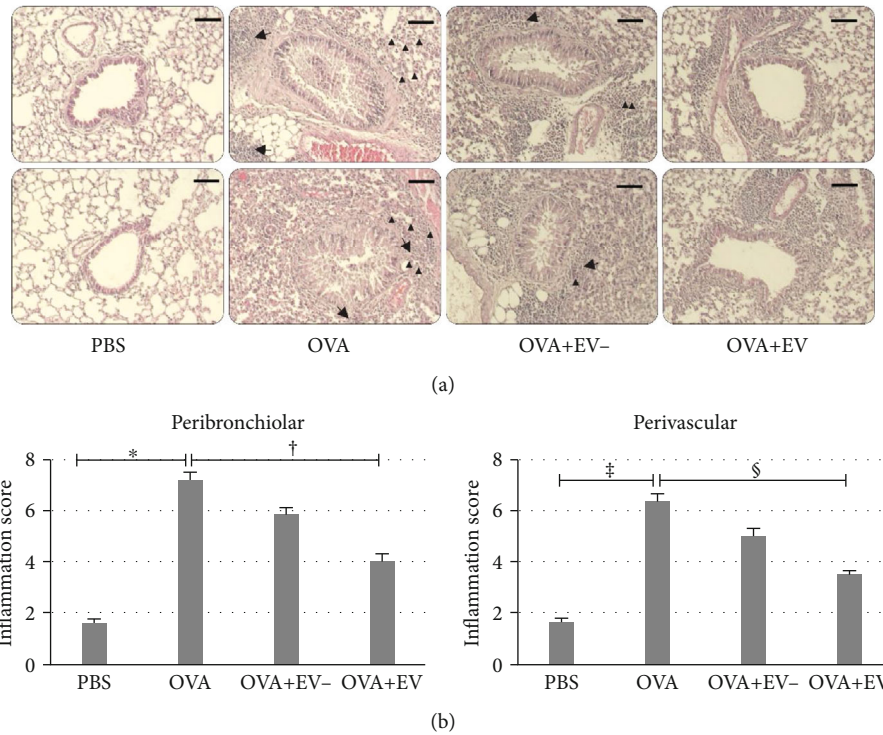 PBS OVA OVA+EV– OVA+EV
(a)
Peribronchiolar
Inflammation score
8
6
4
2
0
*
†
PBS OVA OVA+EV– OVA+EV
Perivascular
Inflammation score
8
6
4
2
0
‡
§
PBS OVA OVA+EV– OVA+EV
(b)